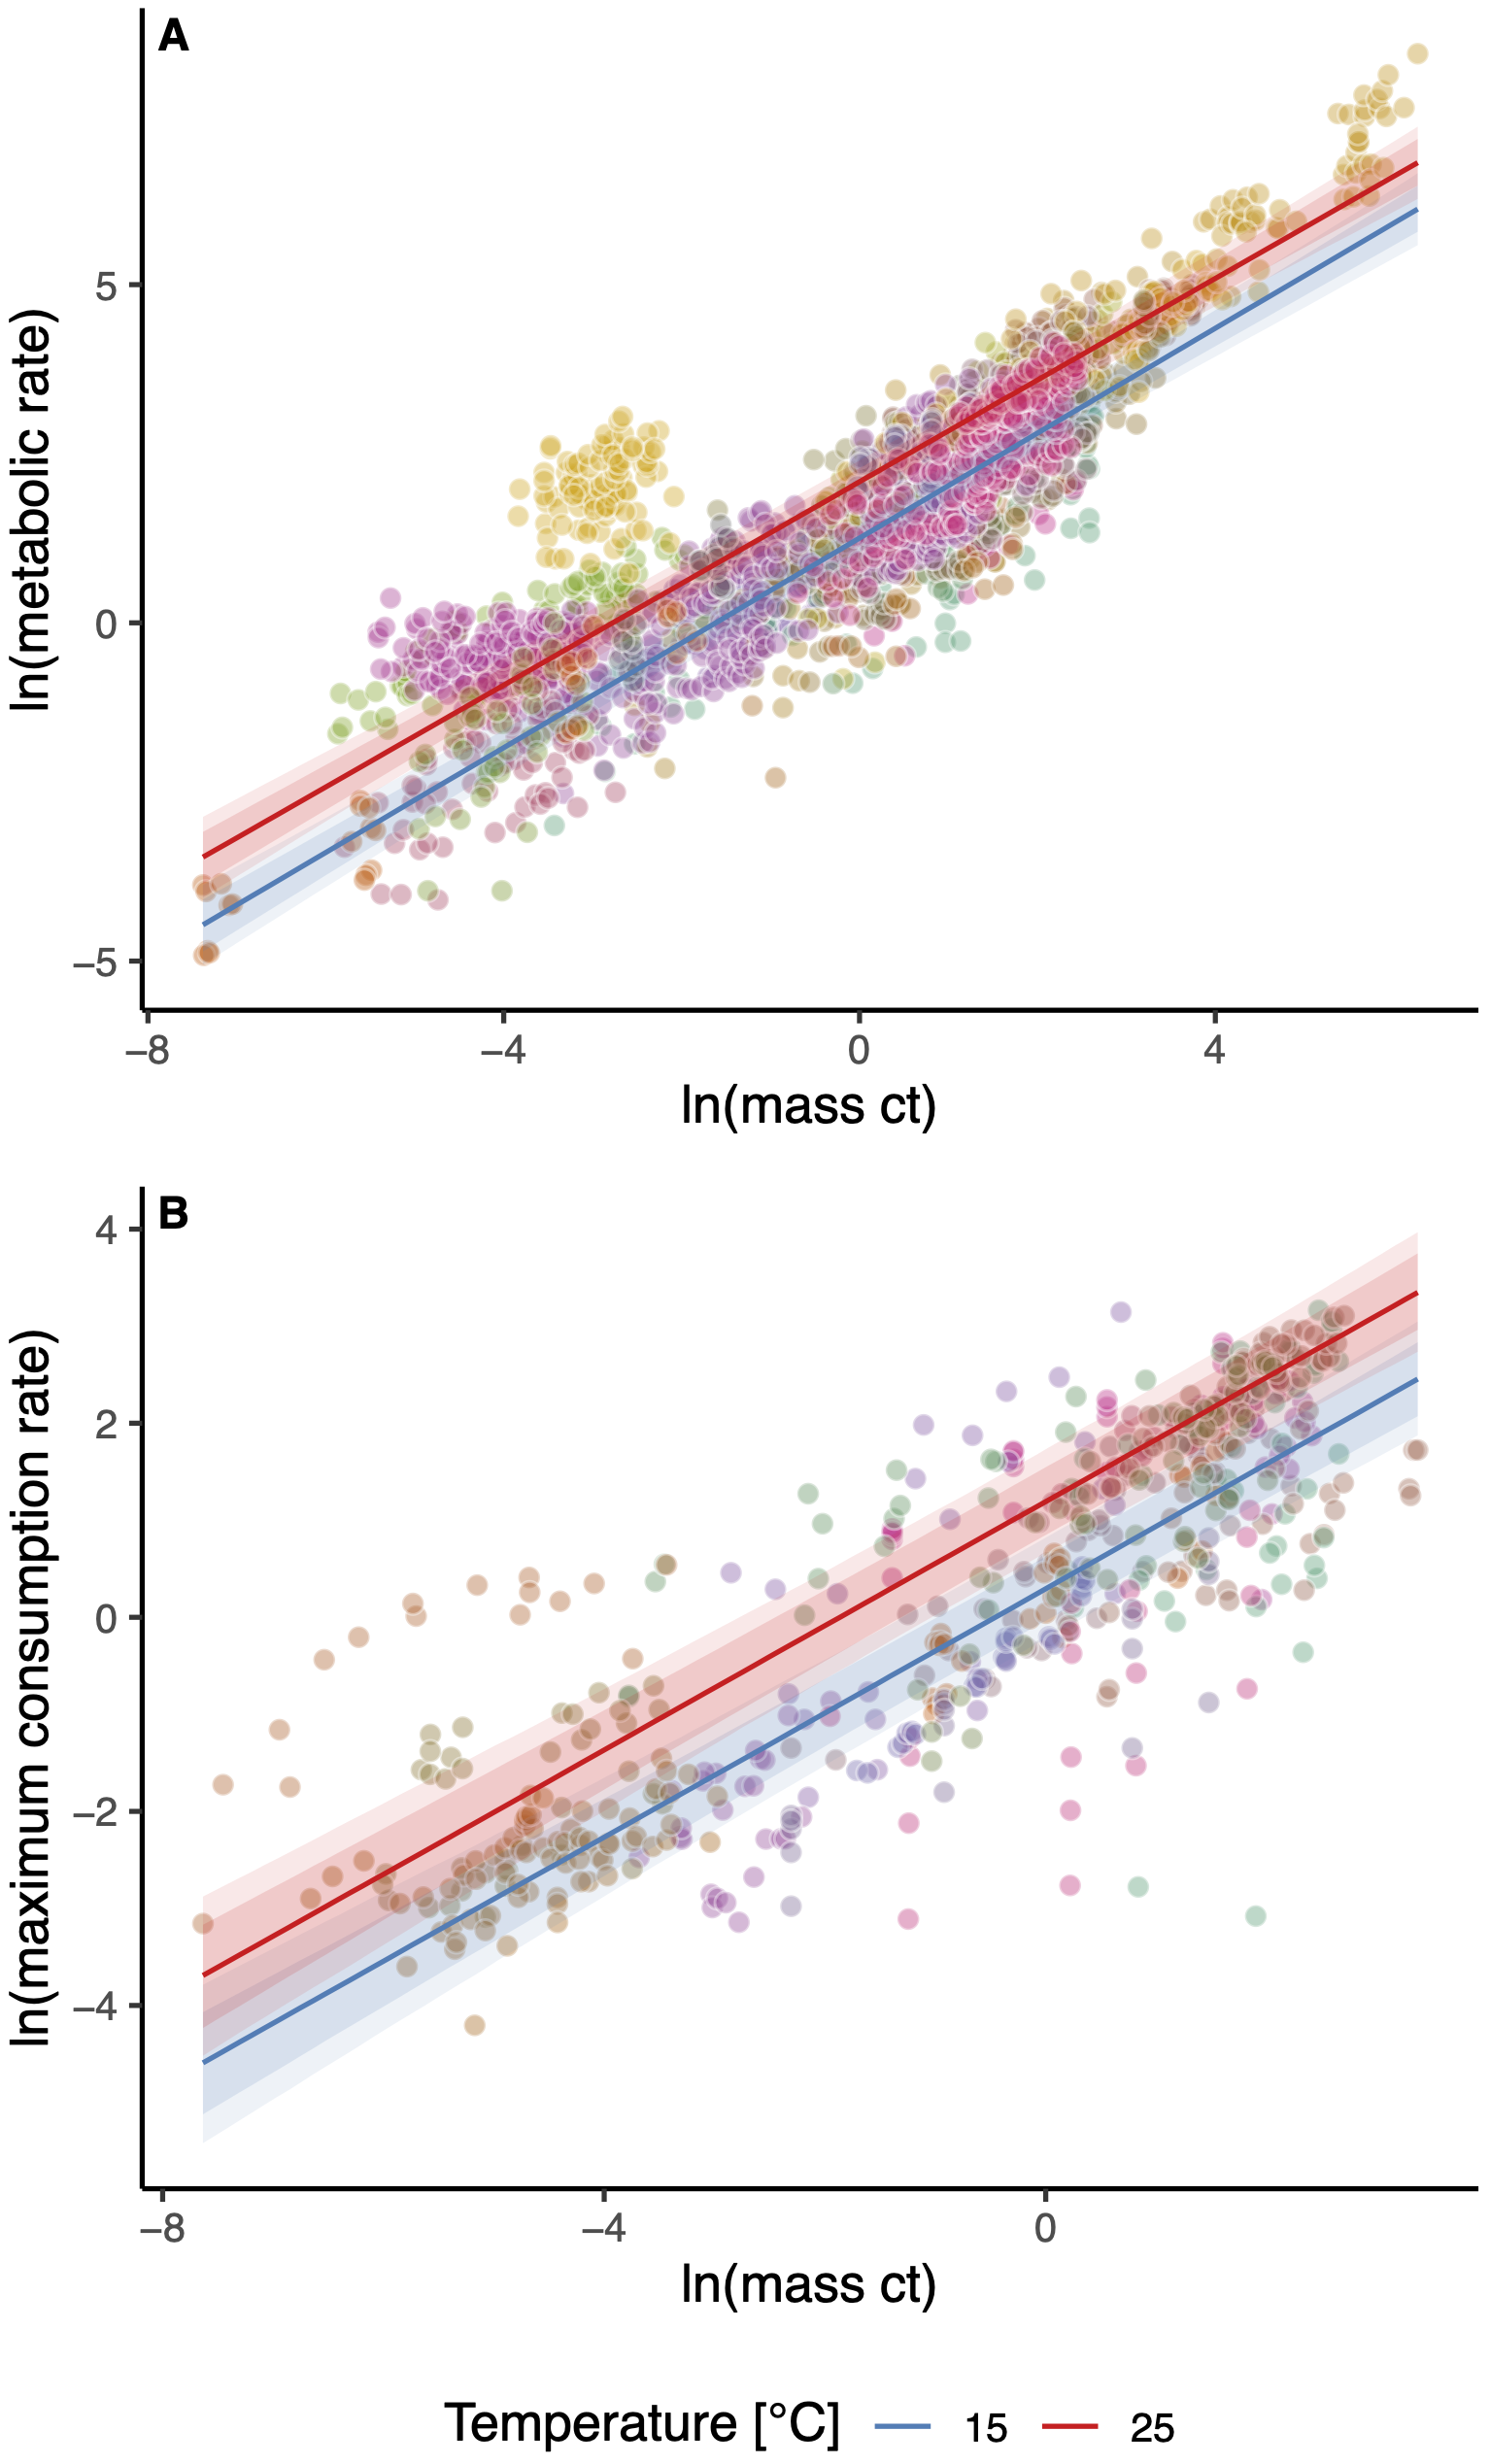 A
ln(metabolic rate)
5
0
−5
−8 −4 0 4
ln(mass ct)
B
ln(maximum consumption rate)
4
2
0
−2
−4
−8 −4 0
ln(mass ct)
Temperature [°C] 15 25